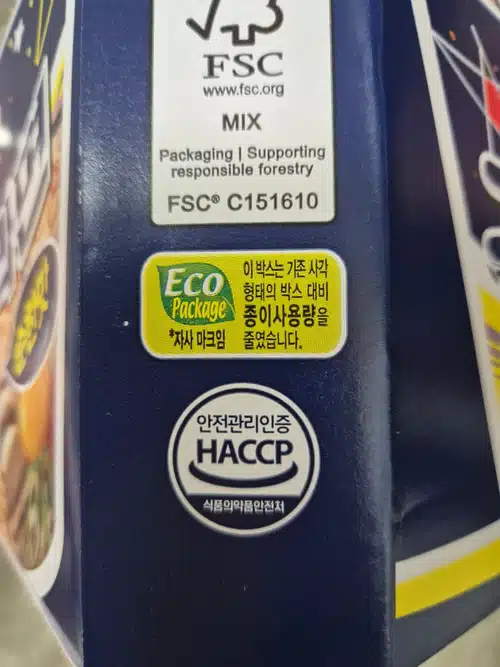 FSC
www.fsc.org
MIX
Packaging | Supporting
responsible forestry
FSC® C151610
Eco
Package
*자사 마크임
이 박스는 기존 사각
형태의 박스 대비
종이사용량을
줄였습니다.
안전관리인증
HACCP
식품의약품안전처